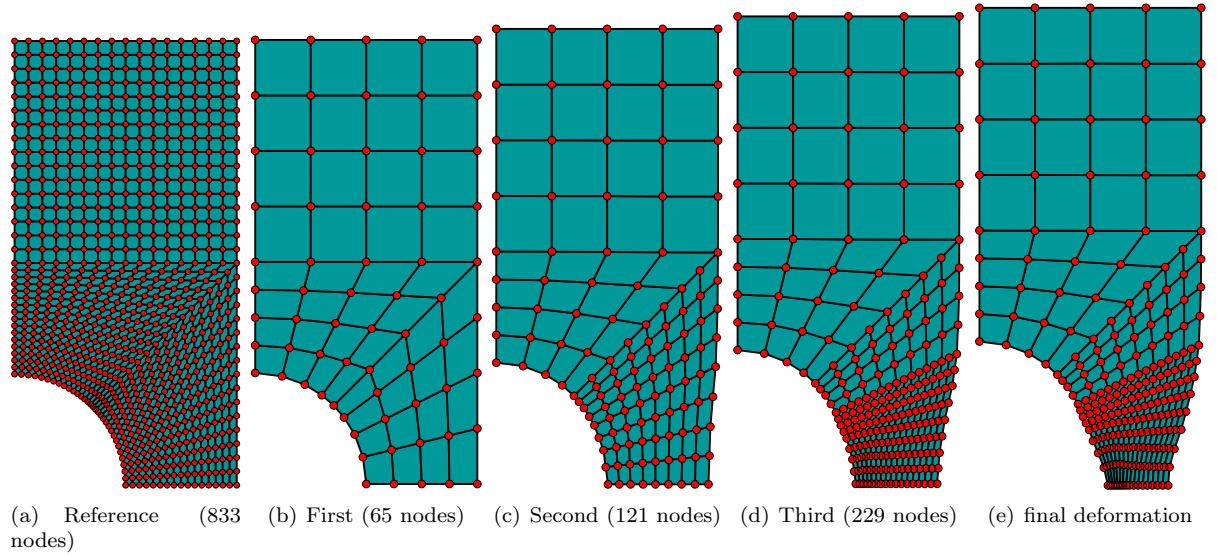 (a) Reference (833 nodes)
(b) First (65 nodes)
(c) Second (121 nodes)
(d) Third (229 nodes)
(e) final deformation